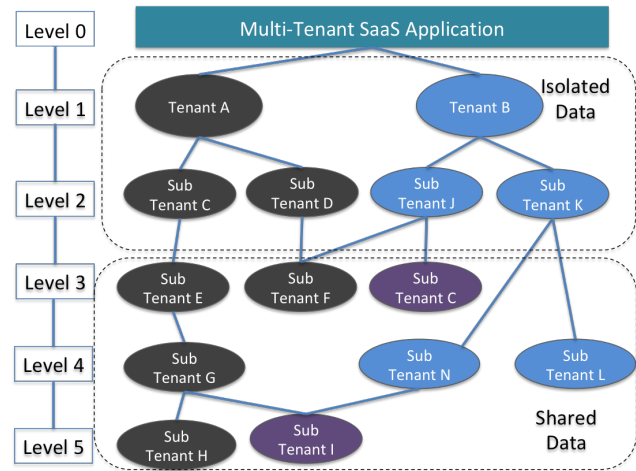 Level 0
Multi-Tenant SaaS Application
Level 1
Tenant A
Tenant B
Isolated
Data
Level 2
Sub
Tenant C
Sub
Tenant D
Sub
Tenant J
Sub
Tenant K
Level 3
Sub
Tenant E
Sub
Tenant F
Sub
Tenant C
Level 4
Sub
Tenant G
Sub
Tenant N
Sub
Tenant L
Level 5
Sub
Tenant H
Sub
Tenant I
Shared
Data